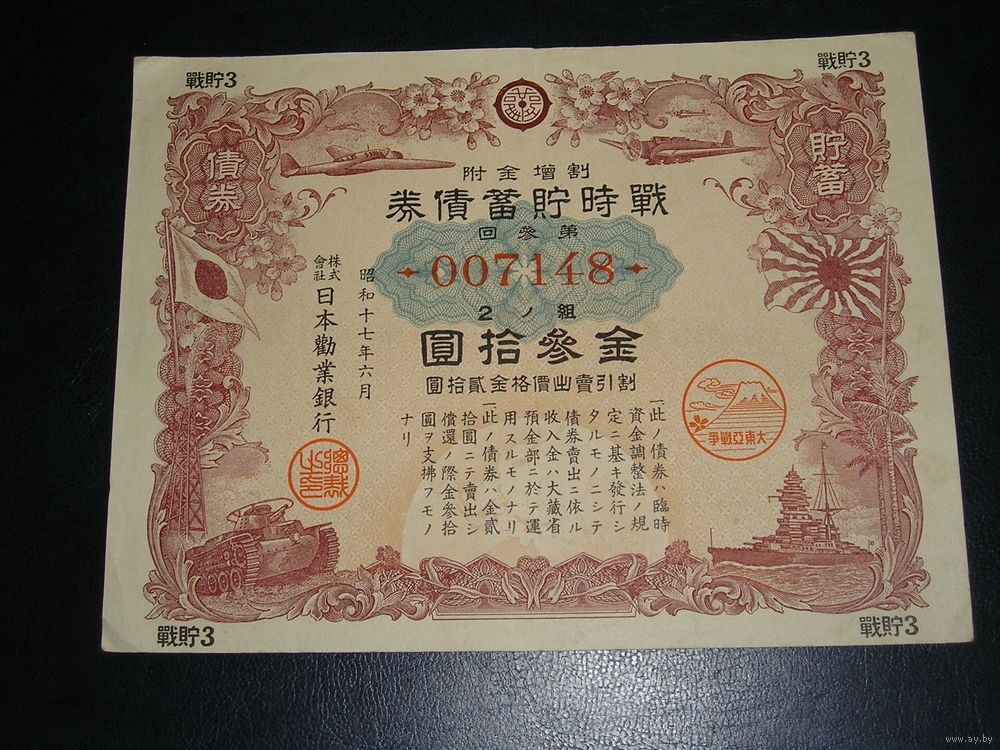 戰貯3
戰貯3
債券
貯蓄
割增金附
戰時貯蓄債券
第參回
007148
組ノ2
金參拾圓
割引賣出價格金貳拾圓
一此ノ債券ハ臨時
資金調整法ノ規
定ニ基キ發行シ
タルモノニシテ
債券賣出ニ依ル
收入金ハ大藏省
預金部ニ於テ運
用スルモノナリ
一此ノ債券ハ金貳
拾圓ニテ賣出シ
償還ノ際金參拾
圓ヲ支拂フモノ
ナリ
昭和十七年六月
株式會社
日本勸業銀行
大東亞戰爭
戰貯3
戰貯3
www.ay.by